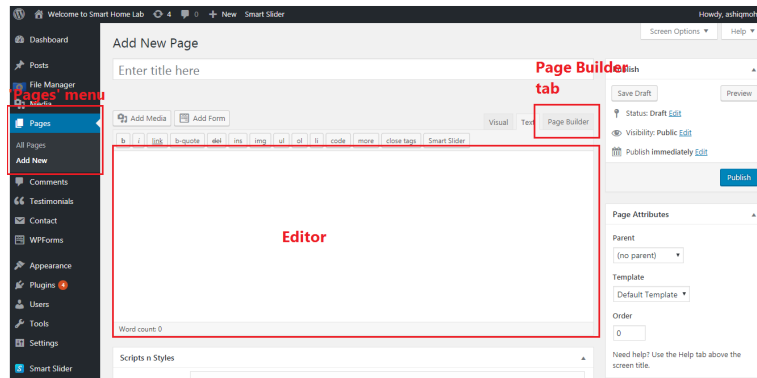 Welcome to Smart Home Lab 4 0 + New Smart Slider Howdy, ashiqmoh
Screen Options ▼ Help ▼
Dashboard
Posts
File Manager
'Pages' menu
Media
Pages
All Pages
Add New
Comments
Testimonials
Contact
WPForms
Appearance
Plugins 4
Users
Tools
Settings
Smart Slider
Add New Page
Enter title here
Page Builder
tab
Add Media Add Form
Visual Text Page Builder
b i link b-quote del ins img ul ol li code more close tags Smart Slider
Editor
Word count: 0
Scripts n Styles
Publish
Save Draft Preview
Status: Draft Edit
Visibility: Public Edit
Publish immediately Edit
Publish
Page Attributes
Parent
(no parent)
Template
Default Template
Order
0
Need help? Use the Help tab above the
screen title.